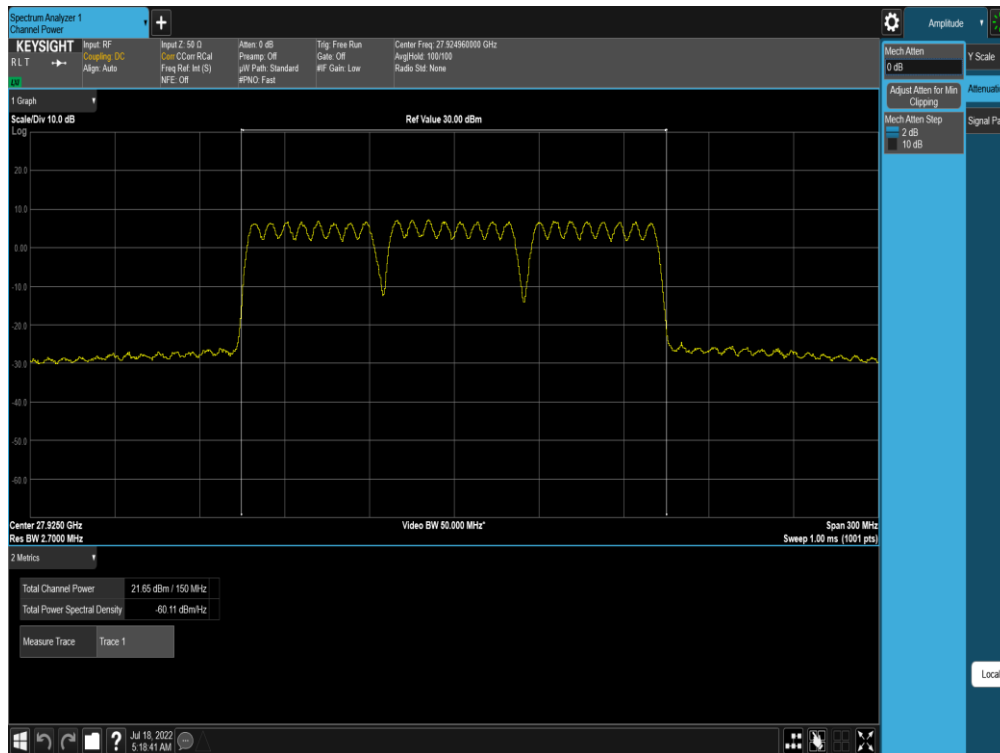 Spectrum Analyzer 1
Channel Power
+
Amplitude
KEYSIGHT
RLT
Input: RF
Coupling: DC
Align: Auto
Input Z: 50 Ω
Corr CCorr RCal
Freq Ref: Int (S)
NFE: Off
Atten: 0 dB
Preamp: Off
µW Path: Standard
#PNO: Fast
Trig: Free Run
Gate: Off
#IF Gain: Low
Center Freq: 27.924960000 GHz
Avg|Hold: 100/100
Radio Std: None
Mech Atten
0 dB
Adjust Atten for Min
Clipping
Mech Atten Step
2 dB
10 dB
Y Scale
Attenuati
Signal Pa
1 Graph
Scale/Div 10.0 dB
Ref Value 30.00 dBm
Log
20.0
10.0
0.00
-10.0
-20.0
-30.0
-40.0
-50.0
-60.0
Center 27.9250 GHz
Video BW 50.000 MHz*
Span 300 MHz
Res BW 2.7000 MHz
Sweep 1.00 ms (1001 pts)
2 Metrics
Total Channel Power 21.65 dBm / 150 MHz
Total Power Spectral Density -60.11 dBm/Hz
Measure Trace Trace 1
Local
?
Jul 18, 2022
5:18:41 AM